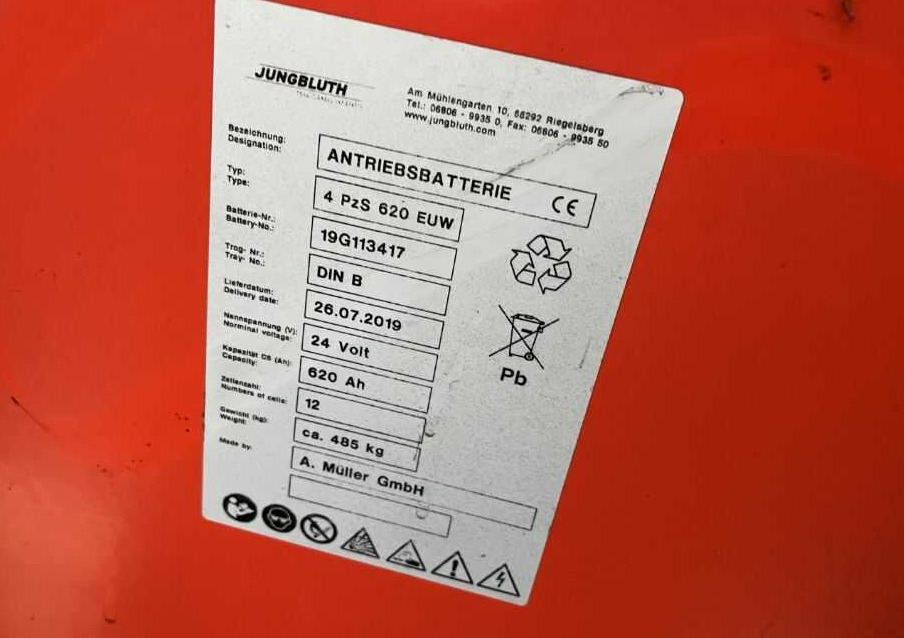 JUNGBLUTH
Am Mühlengarten 10, 66292 Riegelsberg
Tel.: 06806 - 9935 0, Fax: 06806 - 9935 50
www.jungbluth.com
Bezeichnung:
Designation:
ANTRIEBSBATTERIE CE
Typ:
Type:
4 PzS 620 EUW
Batterie-Nr.:
Battery-No.:
19G113417
Trog- Nr.:
Tray- No.:
DIN B
Lieferdatum:
Delivery date:
26.07.2019
Nennspannung (V):
Norminal voltage:
24 Volt
Kapazität C5 (Ah):
Capacity:
620 Ah
Zellenzahl:
Numbers of cells:
12
Gewicht (kg):
Weight:
ca. 485 kg
Made by:
A. Müller GmbH
Pb